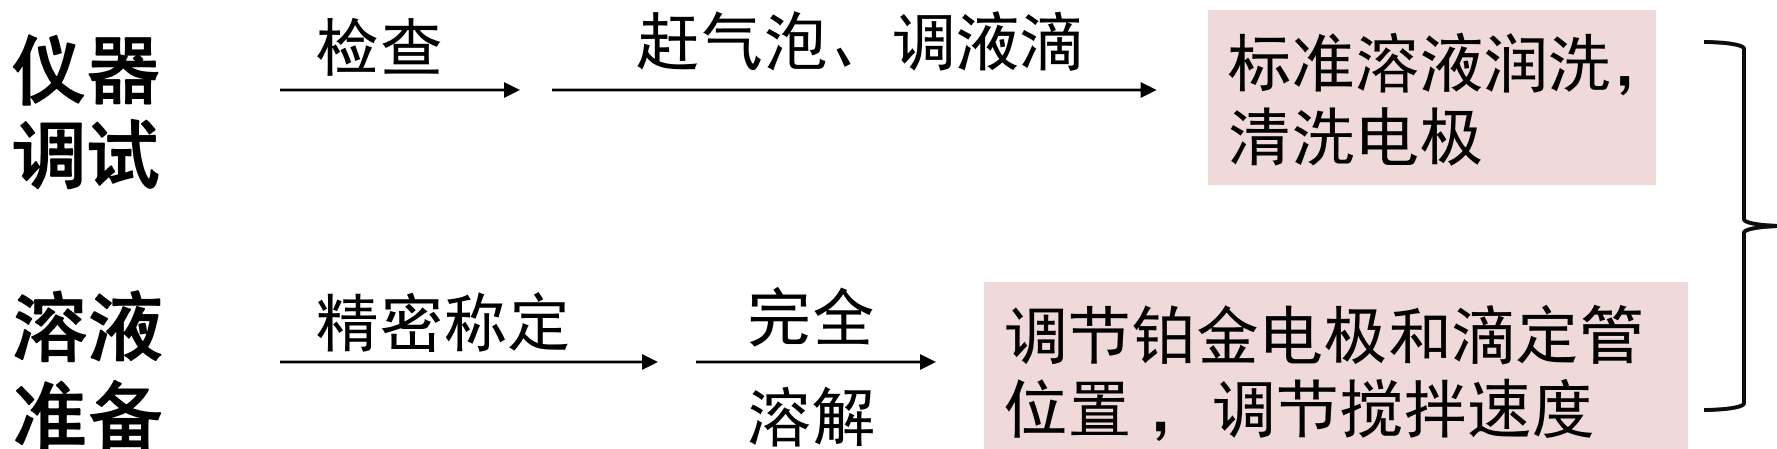 仪器
调试
检查
赶气泡、调液滴
标准溶液润洗，
清洗电极
溶液
准备
精密称定
完全
溶解
调节铂金电极和滴定管
位置，调节搅拌速度